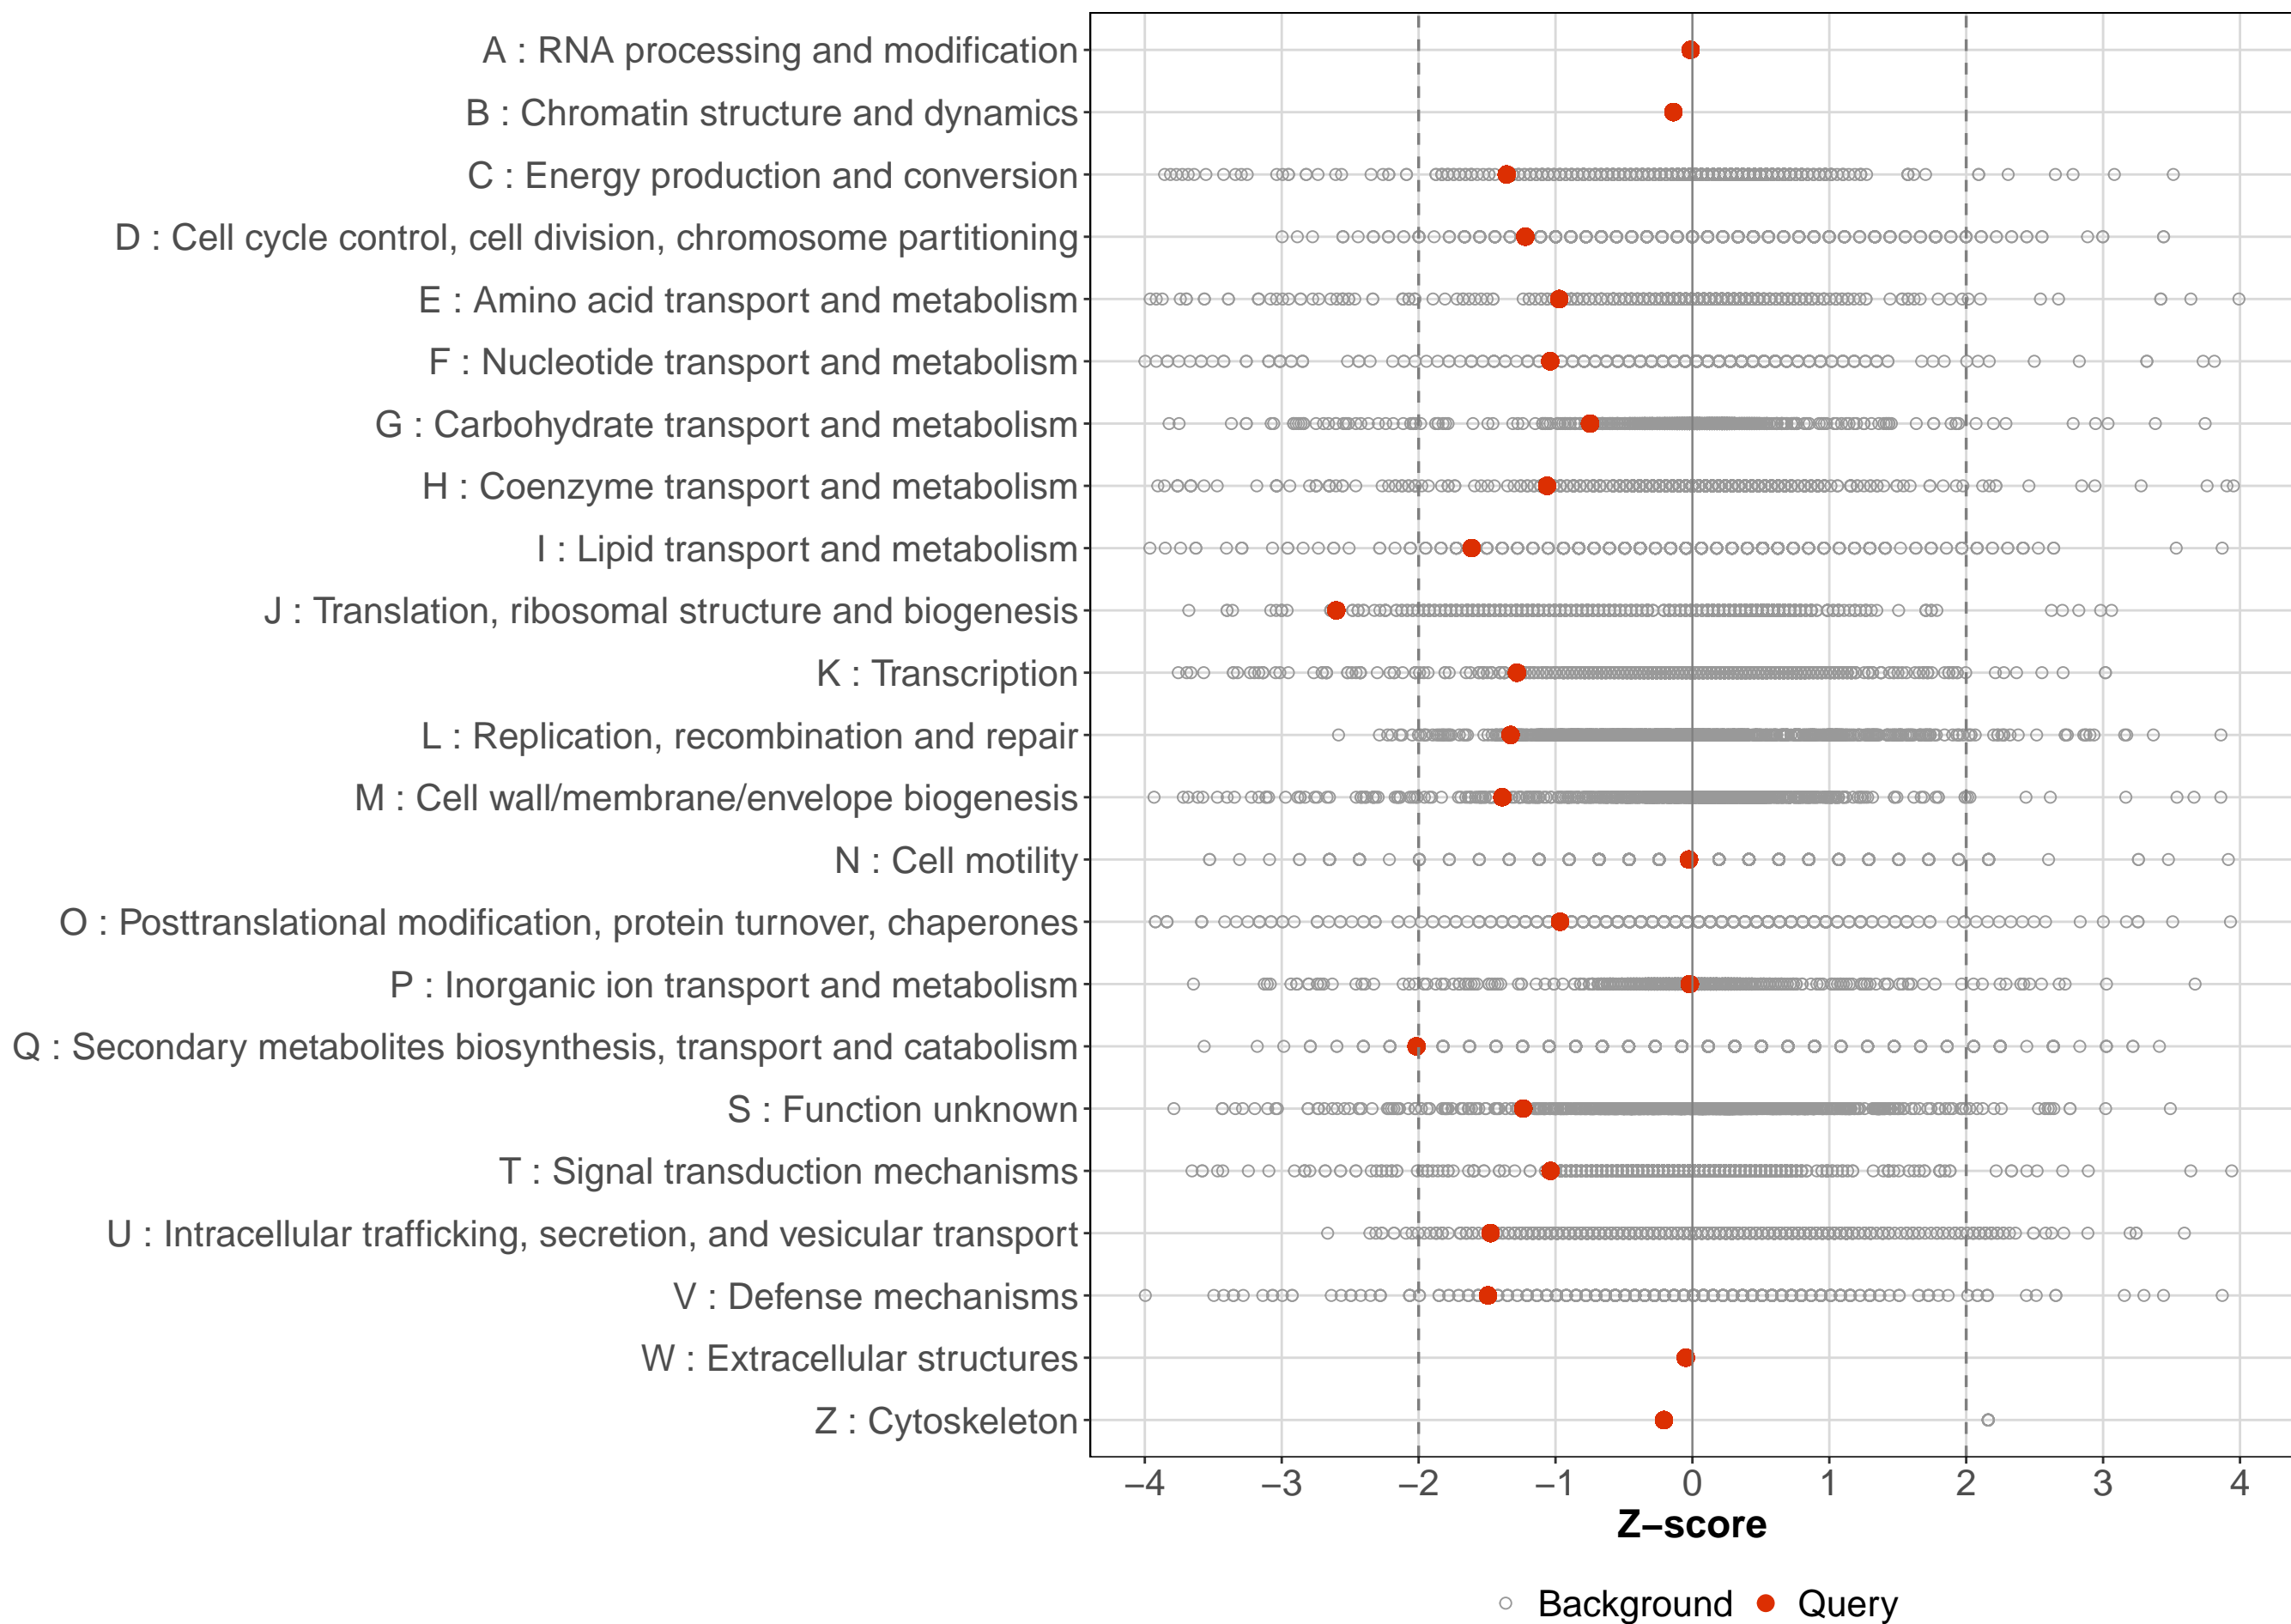 A : RNA processing and modification
B : Chromatin structure and dynamics
C : Energy production and conversion
D : Cell cycle control, cell division, chromosome partitioning
E : Amino acid transport and metabolism
F : Nucleotide transport and metabolism
G : Carbohydrate transport and metabolism
H : Coenzyme transport and metabolism
I : Lipid transport and metabolism
J : Translation, ribosomal structure and biogenesis
K : Transcription
L : Replication, recombination and repair
M : Cell wall/membrane/envelope biogenesis
N : Cell motility
O : Posttranslational modification, protein turnover, chaperones
P : Inorganic ion transport and metabolism
Q : Secondary metabolites biosynthesis, transport and catabolism
S : Function unknown
T : Signal transduction mechanisms
U : Intracellular trafficking, secretion, and vesicular transport
V : Defense mechanisms
W : Extracellular structures
Z : Cytoskeleton
−4 −3 −2 −1 0 1 2 3 4
Z−score
Background Query